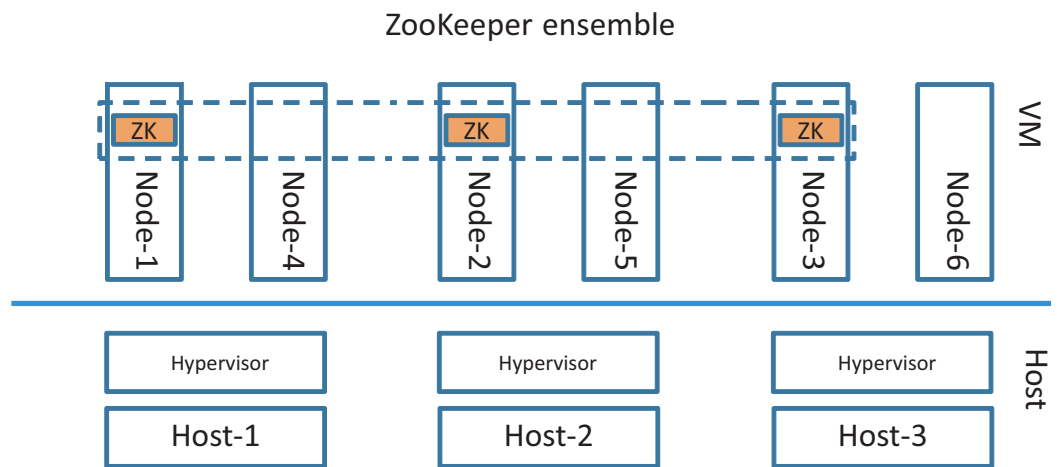 ZooKeeper ensemble
ZK
ZK
ZK
Node-1
Node-4
Node-2
Node-5
Node-3
Node-6
VM
Hypervisor
Hypervisor
Hypervisor
Host-1
Host-2
Host-3
Host